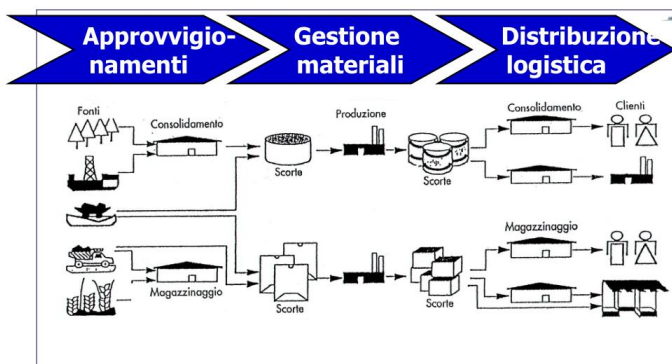 Approvvigio-
namenti
Gestione
materiali
Distribuzione
logistica
Fonti
Consolidamento
Scorte
Produzione
Scorte
Consolidamento
Clienti
Magazzinaggio
Scorte
Scorte
Magazzinaggio